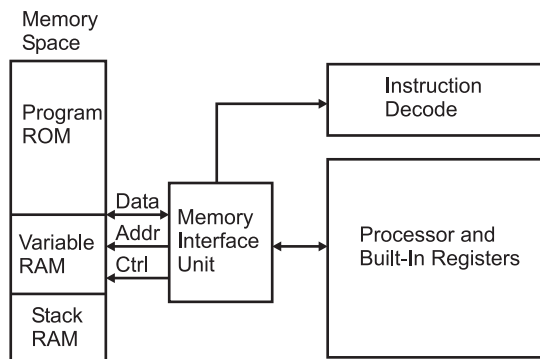 Memory
Space
Program
ROM
Variable
RAM
Stack
RAM
Data
Addr
Ctrl
Memory
Interface
Unit
Instruction
Decode
Processor and
Built-In Registers